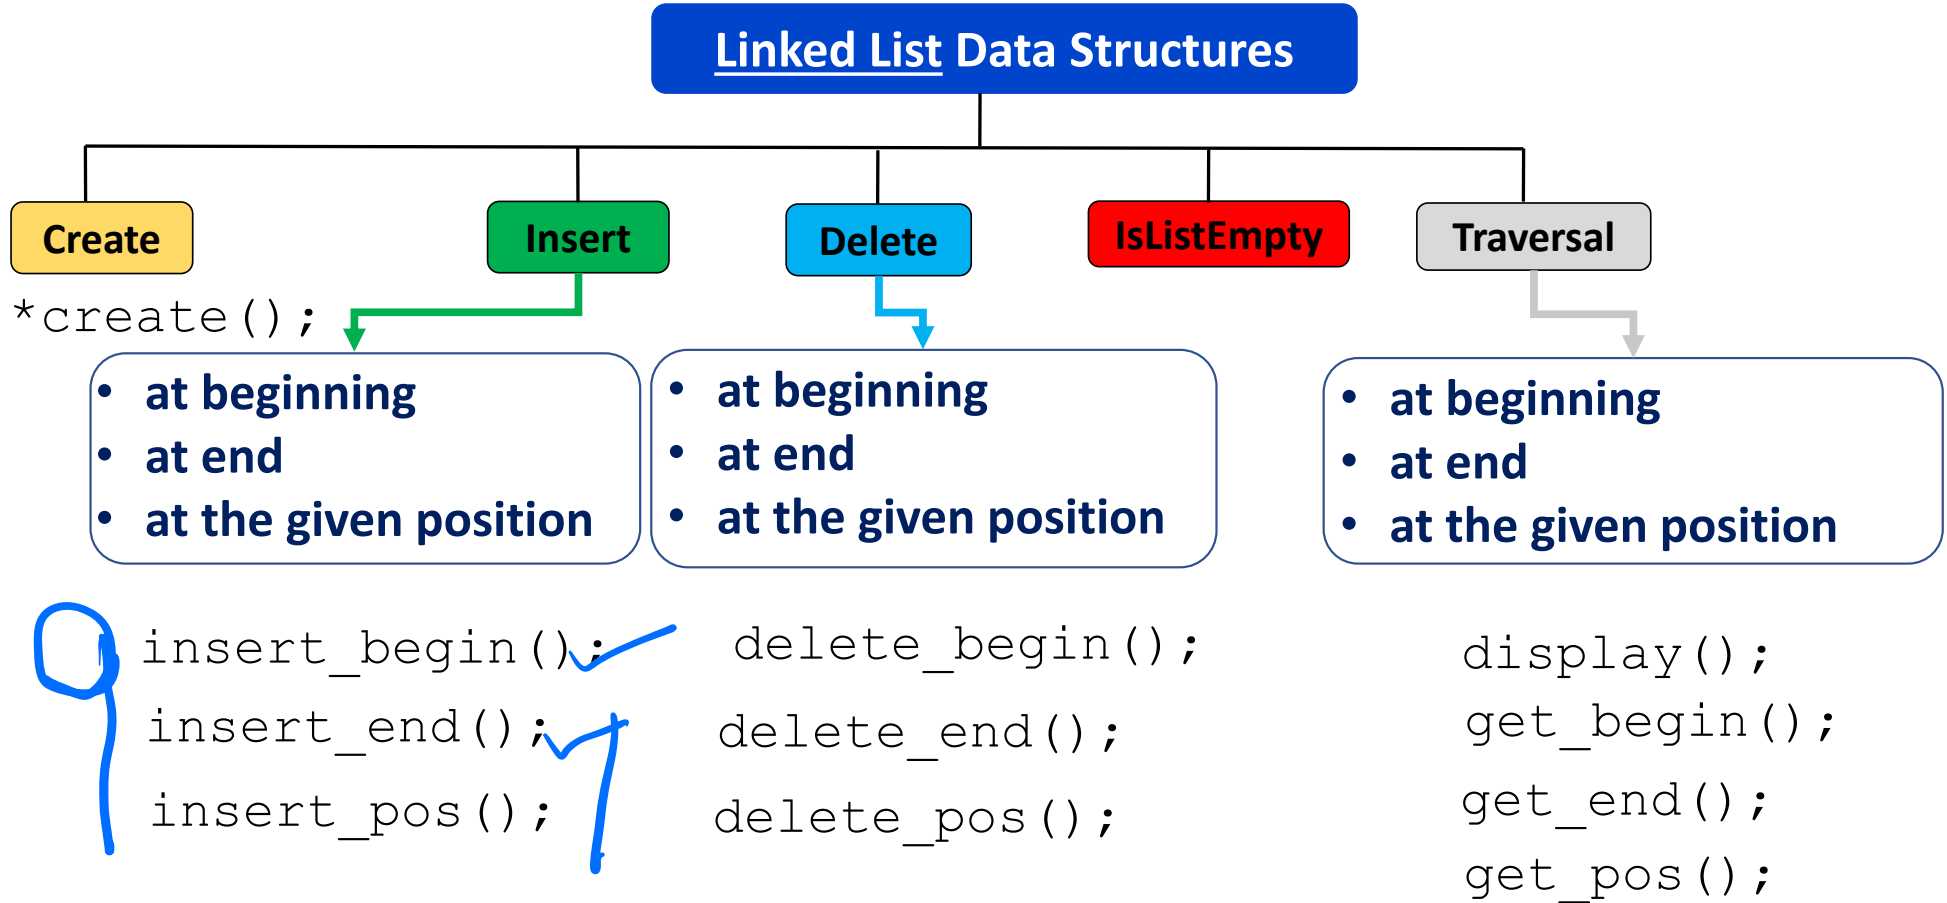 Linked List Data Structures
Create
Insert
Delete
IsListEmpty
Traversal
*create();
• at beginning
• at end
• at the given position
• at beginning
• at end
• at the given position
• at beginning
• at end
• at the given position
insert_begin();
insert_end();
insert_pos();
delete_begin();
delete_end();
delete_pos();
display();
get_begin();
get_end();
get_pos();